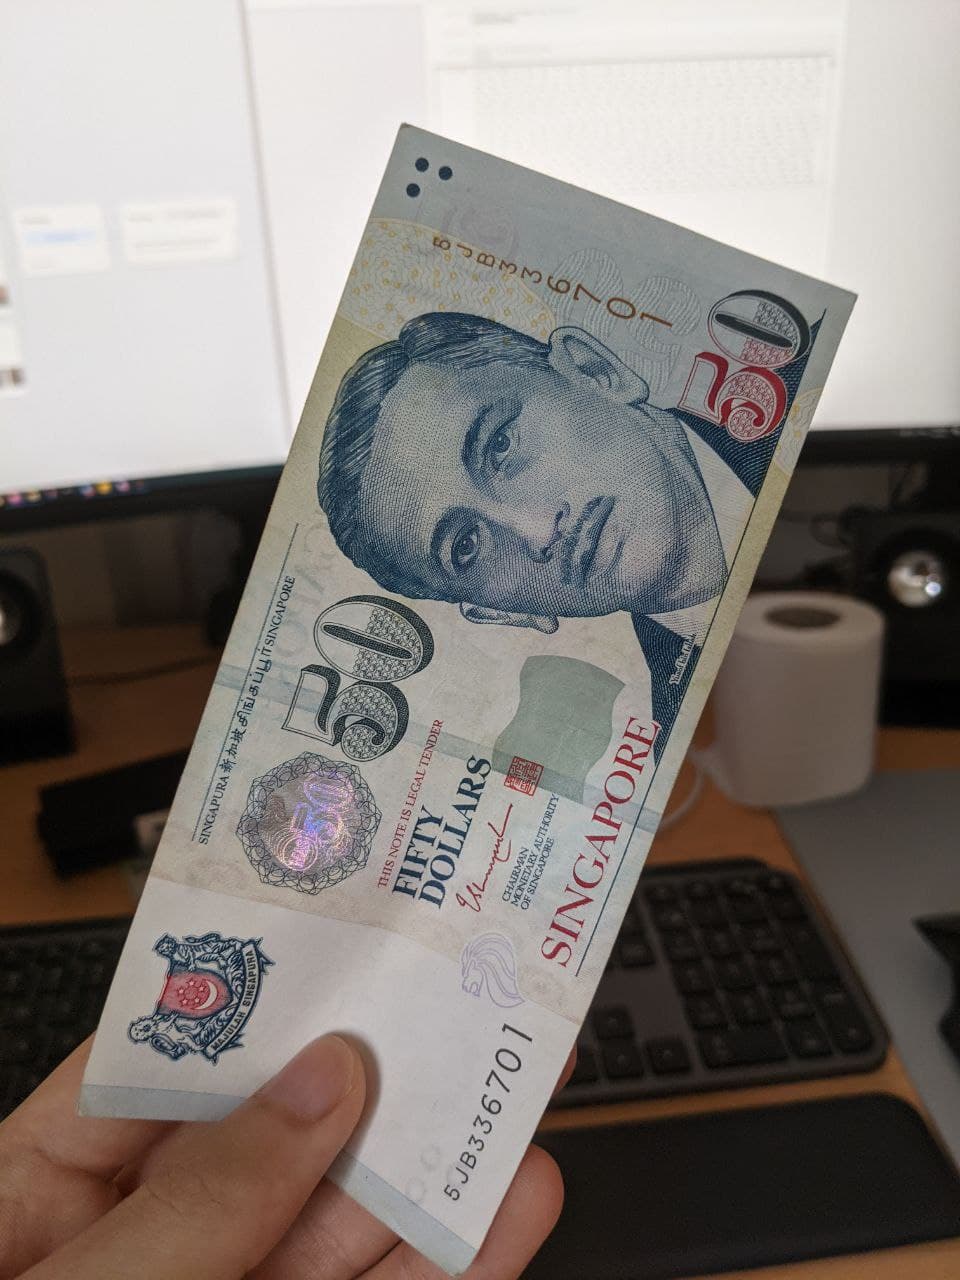 5JB336701
50
SINGAPURA 新加坡 சிங்கப்பூர் SINGAPORE
50
50
THIS NOTE IS LEGAL TENDER
FIFTY
DOLLARS
CHAIRMAN
MONETARY AUTHORITY
OF SINGAPORE
SINGAPORE
MAJULAH SINGAPURA
5JB336701